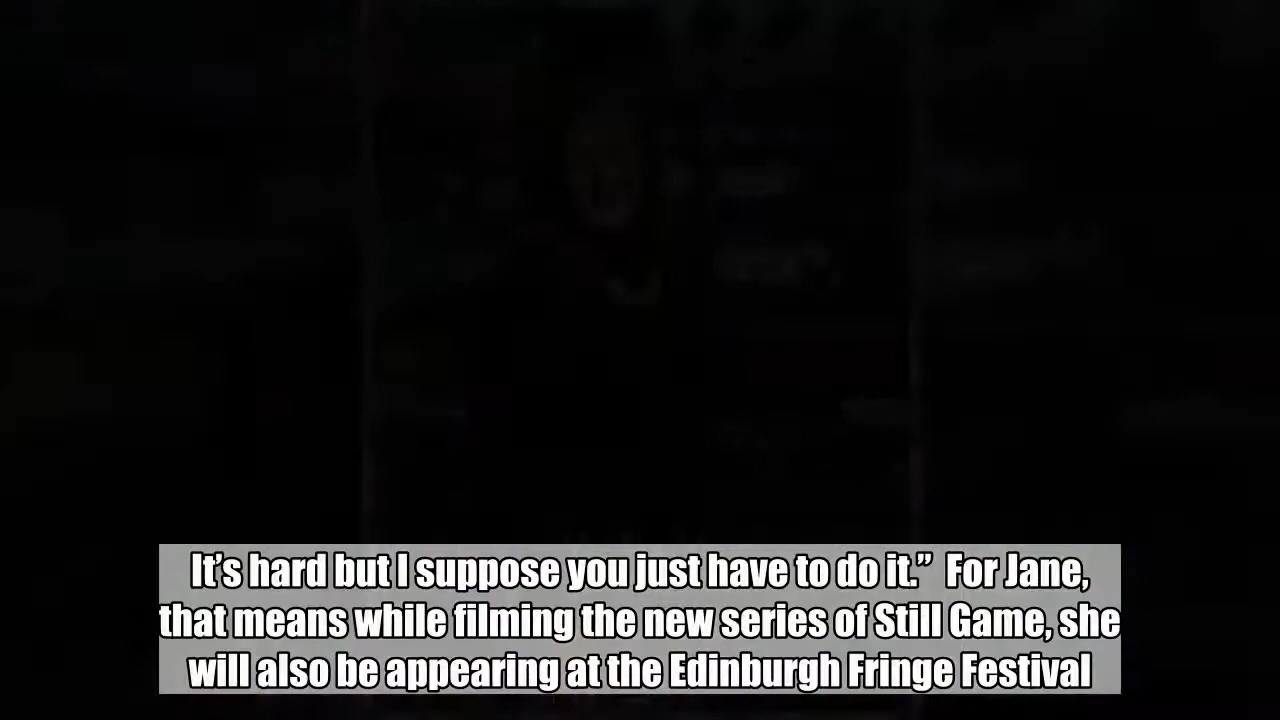 It’s hard but I suppose you just have to do it.”  For Jane,
that means while filming the new series of Still Game, she
will also be appearing at the Edinburgh Fringe Festival